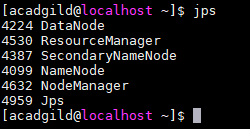 [acadgild@localhost ~]$ jps
4224 DataNode
4530 ResourceManager
4387 SecondaryNameNode
4099 NameNode
4632 NodeManager
4959 Jps
[acadgild@localhost ~]$